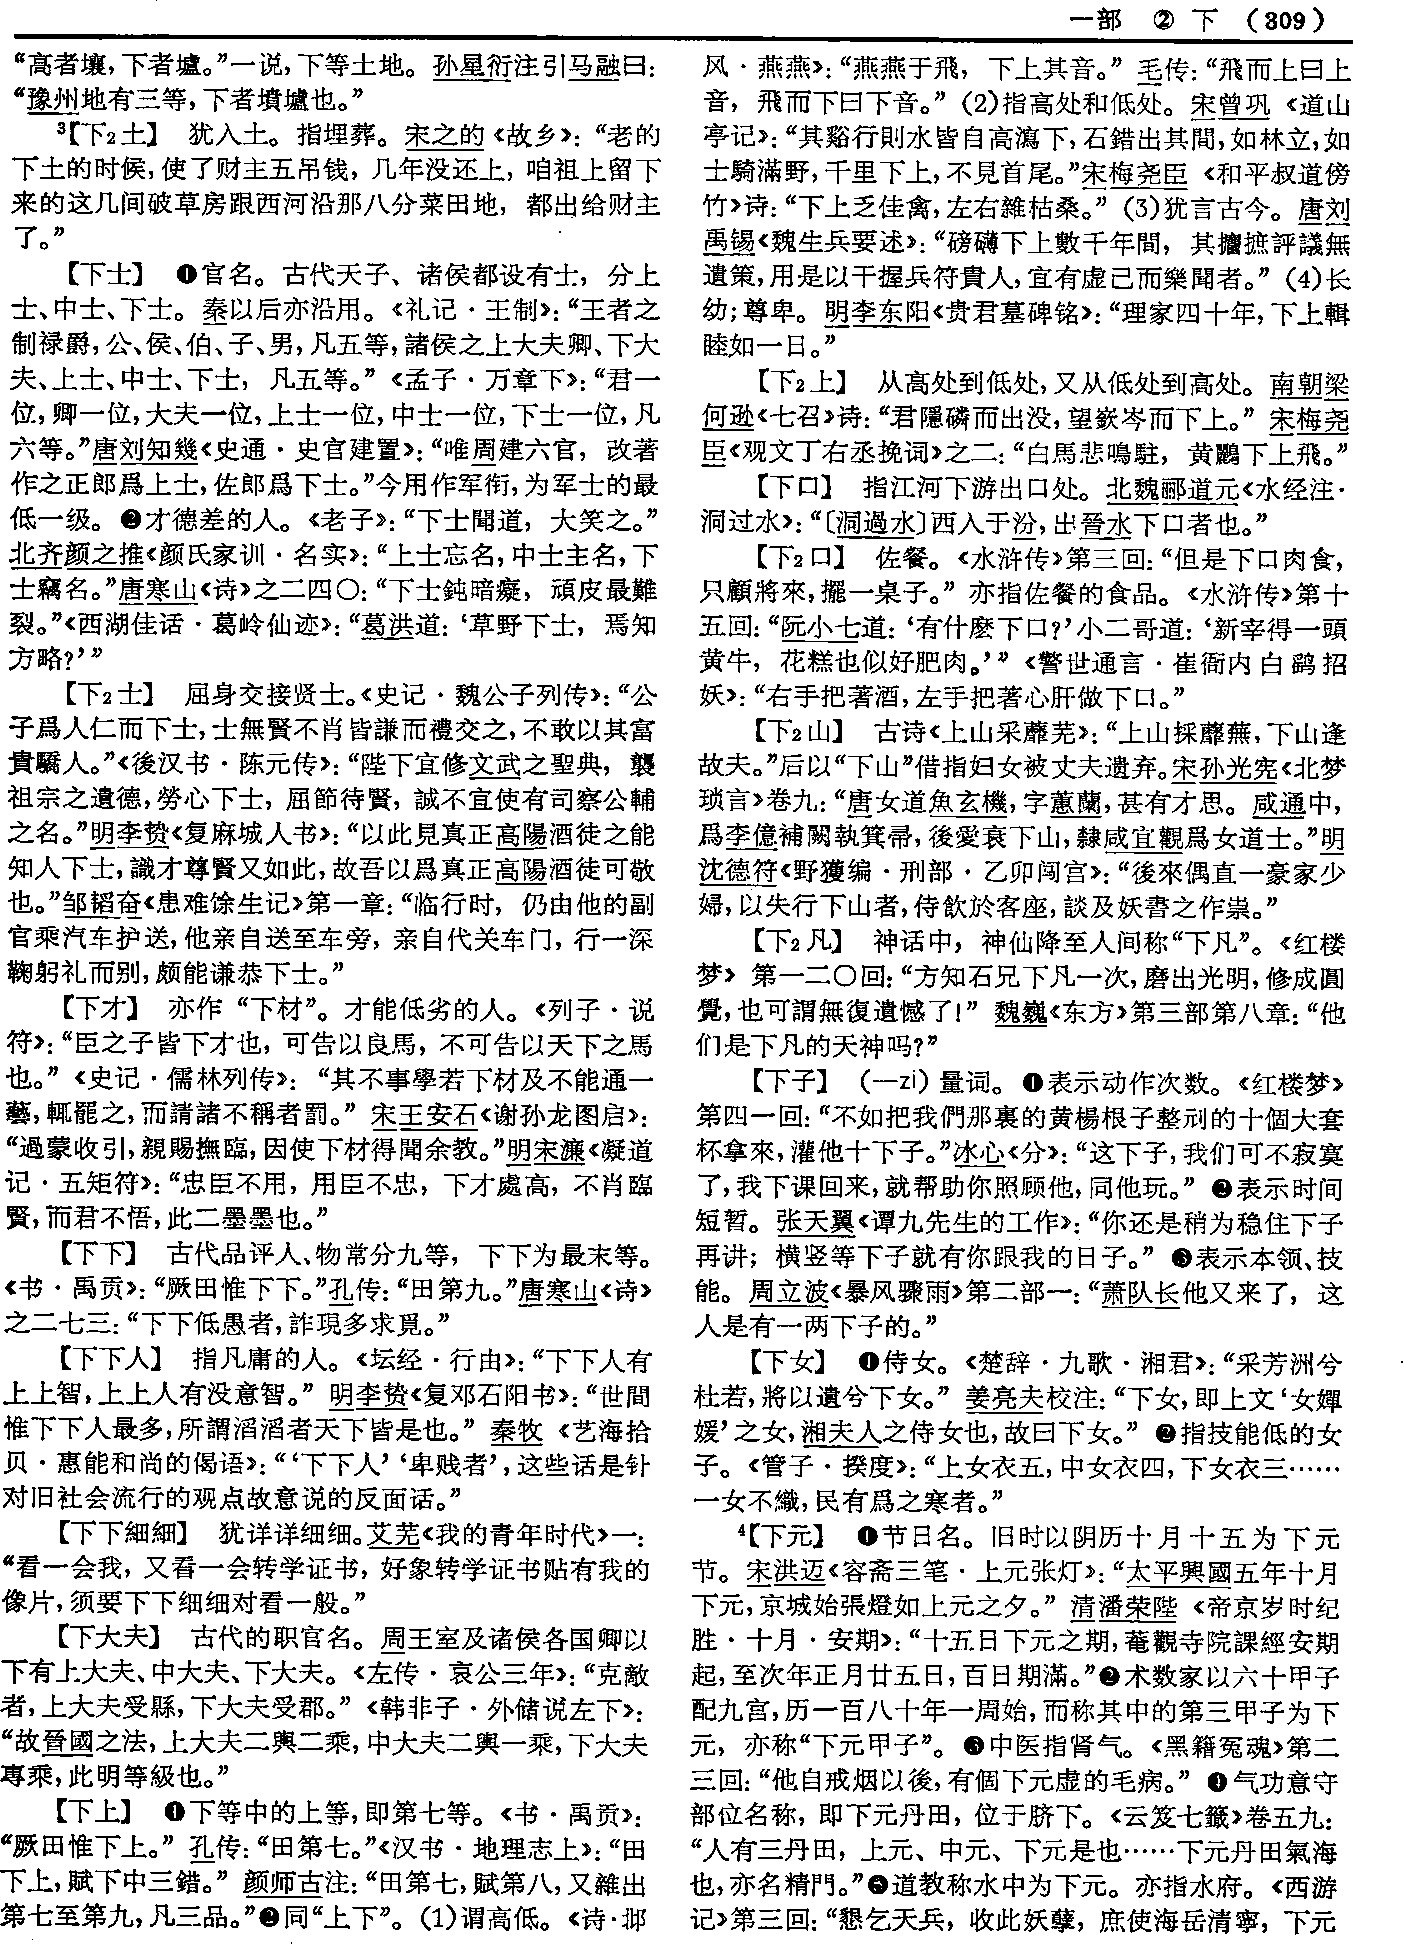 一部 ② 下 （309）
“高者壤，下者壚。”一说，下等土地。孙星衍注引马融曰：
“豫州地有三等，下者墳壚也。”
³【下₂土】 犹入土。指埋葬。宋之的《故乡》：“老的
下土的时候，使了财主五吊钱，几年没还上，咱祖上留下
来的这几间破草房跟西河沿那八分菜田地，都出给财主
了。”
【下士】 ❶官名。古代天子、诸侯都设有士，分上
士、中士、下士。秦以后亦沿用。《礼记·王制》：“王者之
制禄爵，公、侯、伯、子、男，凡五等，諸侯之上大夫卿、下大
夫、上士、中士、下士，凡五等。”《孟子·万章下》：“君一
位，卿一位，大夫一位，上士一位，中士一位，下士一位，凡
六等。”唐刘知幾《史通·史官建置》：“唯周建六官，改著
作之正郎爲上士，佐郎爲下士。”今用作军衔，为军士的最
低一级。❷才德差的人。《老子》：“下士聞道，大笑之。”
北齐颜之推《颜氏家训·名实》：“上士忘名，中士主名，下
士竊名。”唐寒山《诗》之二四〇：“下士鈍暗癡，頑皮最難
裂。”《西湖佳话·葛岭仙迹》：“葛洪道：‘草野下士，焉知
方略？’”
【下₂士】 屈身交接贤士。《史记·魏公子列传》：“公
子爲人仁而下士，士無賢不肖皆謙而禮交之，不敢以其富
貴驕人。”《後汉书·陈元传》：“陛下宜修文武之聖典，襲
祖宗之遺德，勞心下士，屈節待賢，誠不宜使有司察公輔
之名。”明李贽《复麻城人书》：“以此見真正高陽酒徒之能
知人下士，識才尊賢又如此，故吾以爲真正高陽酒徒可敬
也。”邹韬奋《患难馀生记》第一章：“临行时，仍由他的副
官乘汽车护送，他亲自送至车旁，亲自代关车门，行一深
鞠躬礼而别，颇能谦恭下士。”
【下才】 亦作“下材”。才能低劣的人。《列子·说
符》：“臣之子皆下才也，可告以良馬，不可告以天下之馬
也。”《史记·儒林列传》：“其不事學若下材及不能通一
藝，輒罷之，而請諸不稱者罰。”宋王安石《谢孙龙图启》：
“過蒙收引，親賜撫臨，因使下材得聞余教。”明宋濂《凝道
记·五矩符》：“忠臣不用，用臣不忠，下才處高，不肖臨
賢，而君不悟，此二墨墨也。”
【下下】 古代品评人、物常分九等，下下为最末等。
《书·禹贡》：“厥田惟下下。”孔传：“田第九。”唐寒山《诗》
之二七三：“下下低愚者，詐現多求覓。”
【下下人】 指凡庸的人。《坛经·行由》：“下下人有
上上智，上上人有没意智。”明李贽《复邓石阳书》：“世間
惟下下人最多，所謂滔滔者天下皆是也。”秦牧《艺海拾
贝·惠能和尚的偈语》：“‘下下人’‘卑贱者’，这些话是针
对旧社会流行的观点故意说的反面话。”
【下下細細】 犹详详细细。艾芜《我的青年时代》一：
“看一会我，又看一会转学证书，好象转学证书贴有我的
像片，须要下下细细对看一般。”
【下大夫】 古代的职官名。周王室及诸侯各国卿以
下有上大夫、中大夫、下大夫。《左传·哀公三年》：“克敵
者，上大夫受縣，下大夫受郡。”《韩非子·外储说左下》：
“故晉國之法，上大夫二輿二乘，中大夫二輿一乘，下大夫
專乘，此明等級也。”
【下上】 ❶下等中的上等，即第七等。《书·禹贡》：
“厥田惟下上。”孔传：“田第七。”《汉书·地理志上》：“田
下上，賦下中三錯。”颜师古注：“田第七，賦第八，又雜出
第七至第九，凡三品。”❷同“上下”。（1）谓高低。《诗·邶
风·燕燕》：“燕燕于飛，下上其音。”毛传：“飛而上曰上
音，飛而下曰下音。”（2）指高处和低处。宋曾巩《道山
亭记》：“其谿行則水皆自高瀉下，石錯出其間，如林立，如
士騎滿野，千里下上，不見首尾。”宋梅尧臣《和平叔道傍
竹》诗：“下上乏佳禽，左右雜枯桑。”（3）犹言古今。唐刘
禹锡《魏生兵要述》：“磅礴下上數千年間，其攟摭評議無
遺策，用是以干握兵符貴人，宜有虚己而樂聞者。”（4）长
幼；尊卑。明李东阳《贵君墓碑铭》：“理家四十年，下上輯
睦如一日。”
【下₂上】 从高处到低处，又从低处到高处。南朝梁
何逊《七召》诗：“君隱磷而出没，望嶔岑而下上。”宋梅尧
臣《观文丁右丞挽词》之二：“白馬悲鳴駐，黄鸝下上飛。”
【下口】 指江河下游出口处。北魏郦道元《水经注·
洞过水》：“〔洞過水〕西入于汾，出晉水下口者也。”
【下₂口】 佐餐。《水浒传》第三回：“但是下口肉食，
只顧將來，擺一桌子。”亦指佐餐的食品。《水浒传》第十
五回：“阮小七道：‘有什麽下口？’小二哥道：‘新宰得一頭
黄牛，花糕也似好肥肉。’”《警世通言·崔衙内白鹞招
妖》：“右手把著酒，左手把著心肝做下口。”
【下₂山】 古诗《上山采蘼芜》：“上山採蘼蕪，下山逢
故夫。”后以“下山”借指妇女被丈夫遗弃。宋孙光宪《北梦
琐言》卷九：“唐女道魚玄機，字蕙蘭，甚有才思。咸通中，
爲李億補闕執箕帚，後愛衰下山，隸咸宜觀爲女道士。”明
沈德符《野獲编·刑部·乙卯闯宫》：“後來偶直一豪家少
婦，以失行下山者，侍飲於客座，談及妖書之作祟。”
【下₂凡】 神话中，神仙降至人间称“下凡”。《红楼
梦》第一二〇回：“方知石兄下凡一次，磨出光明，修成圓
覺，也可謂無復遺憾了！”魏巍《东方》第三部第八章：“他
们是下凡的天神吗？”
【下子】 （—zi）量词。❶表示动作次数。《红楼梦》
第四一回：“不如把我們那裏的黄楊根子整刓的十個大套
杯拿來，灌他十下子。”冰心《分》：“这下子，我们可不寂寞
了，我下课回来，就帮助你照顾他，同他玩。”❷表示时间
短暂。张天翼《谭九先生的工作》：“你还是稍为稳住下子
再讲；横竖等下子就有你跟我的日子。”❸表示本领、技
能。周立波《暴风骤雨》第二部一：“萧队长他又来了，这
人是有一两下子的。”
【下女】 ❶侍女。《楚辞·九歌·湘君》：“采芳洲兮
杜若，將以遺兮下女。”姜亮夫校注：“下女，即上文‘女嬋
媛’之女，湘夫人之侍女也，故曰下女。”❷指技能低的女
子。《管子·揆度》：“上女衣五，中女衣四，下女衣三……
一女不織，民有爲之寒者。”
⁴【下元】 ❶节日名。旧时以阴历十月十五为下元
节。宋洪迈《容斋三笔·上元张灯》：“太平興國五年十月
下元，京城始張燈如上元之夕。”清潘荣陛《帝京岁时纪
胜·十月·安期》：“十五日下元之期，菴觀寺院課經安期
起，至次年正月廿五日，百日期滿。”❷术数家以六十甲子
配九宫，历一百八十年一周始，而称其中的第三甲子为下
元，亦称“下元甲子”。❸中医指肾气。《黑籍冤魂》第二
三回：“他自戒烟以後，有個下元虚的毛病。”❹气功意守
部位名称，即下元丹田，位于脐下。《云笈七籤》卷五九：
“人有三丹田，上元、中元、下元是也……下元丹田氣海
也，亦名精門。”❺道教称水中为下元。亦指水府。《西游
记》第三回：“懇乞天兵，收此妖孽，庶使海岳清寧，下元